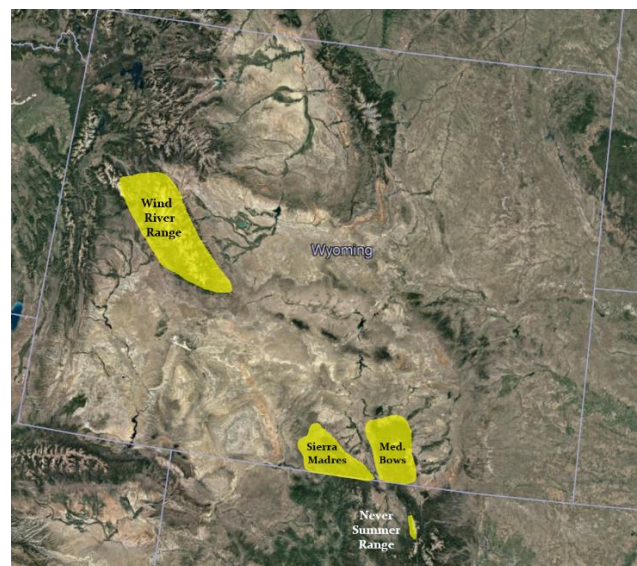 Wind
River
Range
Wyoming
Sierra
Madres
Med.
Bows
Never
Summer
Range